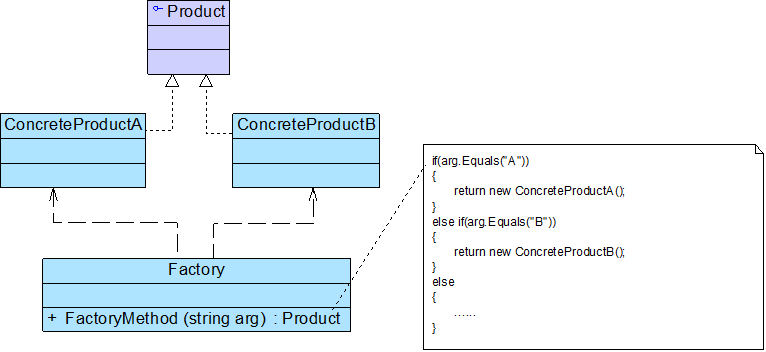 Product
ConcreteProductA
ConcreteProductB
Factory
+ FactoryMethod (string arg) : Product
if(arg.Equals("A"))
{
return new ConcreteProductA();
}
else if(arg.Equals("B"))
{
return new ConcreteProductB();
}
else
{
......
}